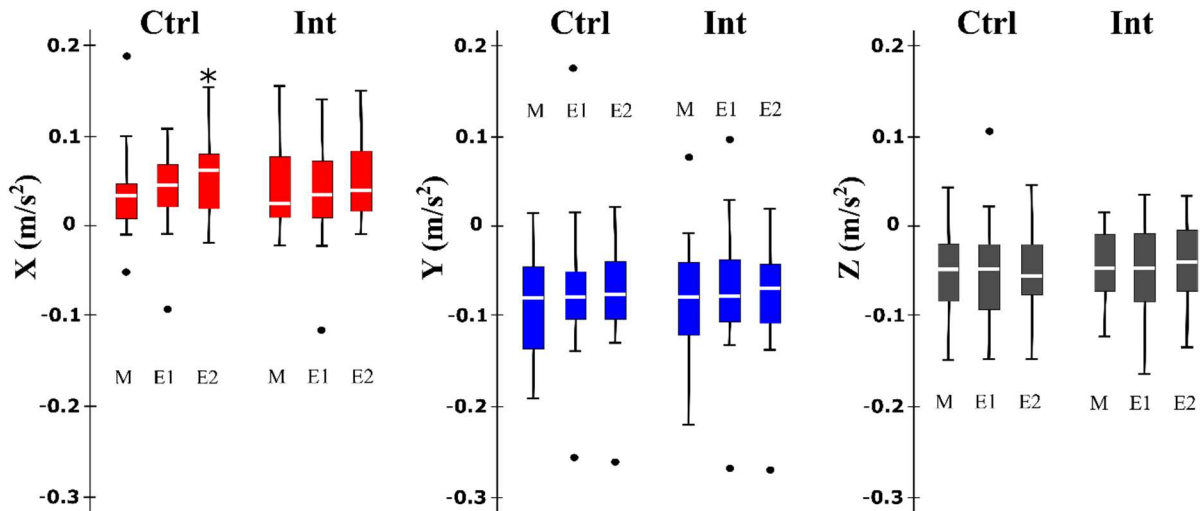 Ctrl Int
0.2
*
0.1
0
-0.1
M E1 E2 M E1 E2
-0.2
-0.3
X (m/s²)
Ctrl Int
0.2
M E1 E2 M E1 E2
0.1
0
-0.1
-0.2
-0.3
Y (m/s²)
Ctrl Int
0.2
0.1
0
-0.1
M E1 E2 M E1 E2
-0.2
-0.3
Z (m/s²)